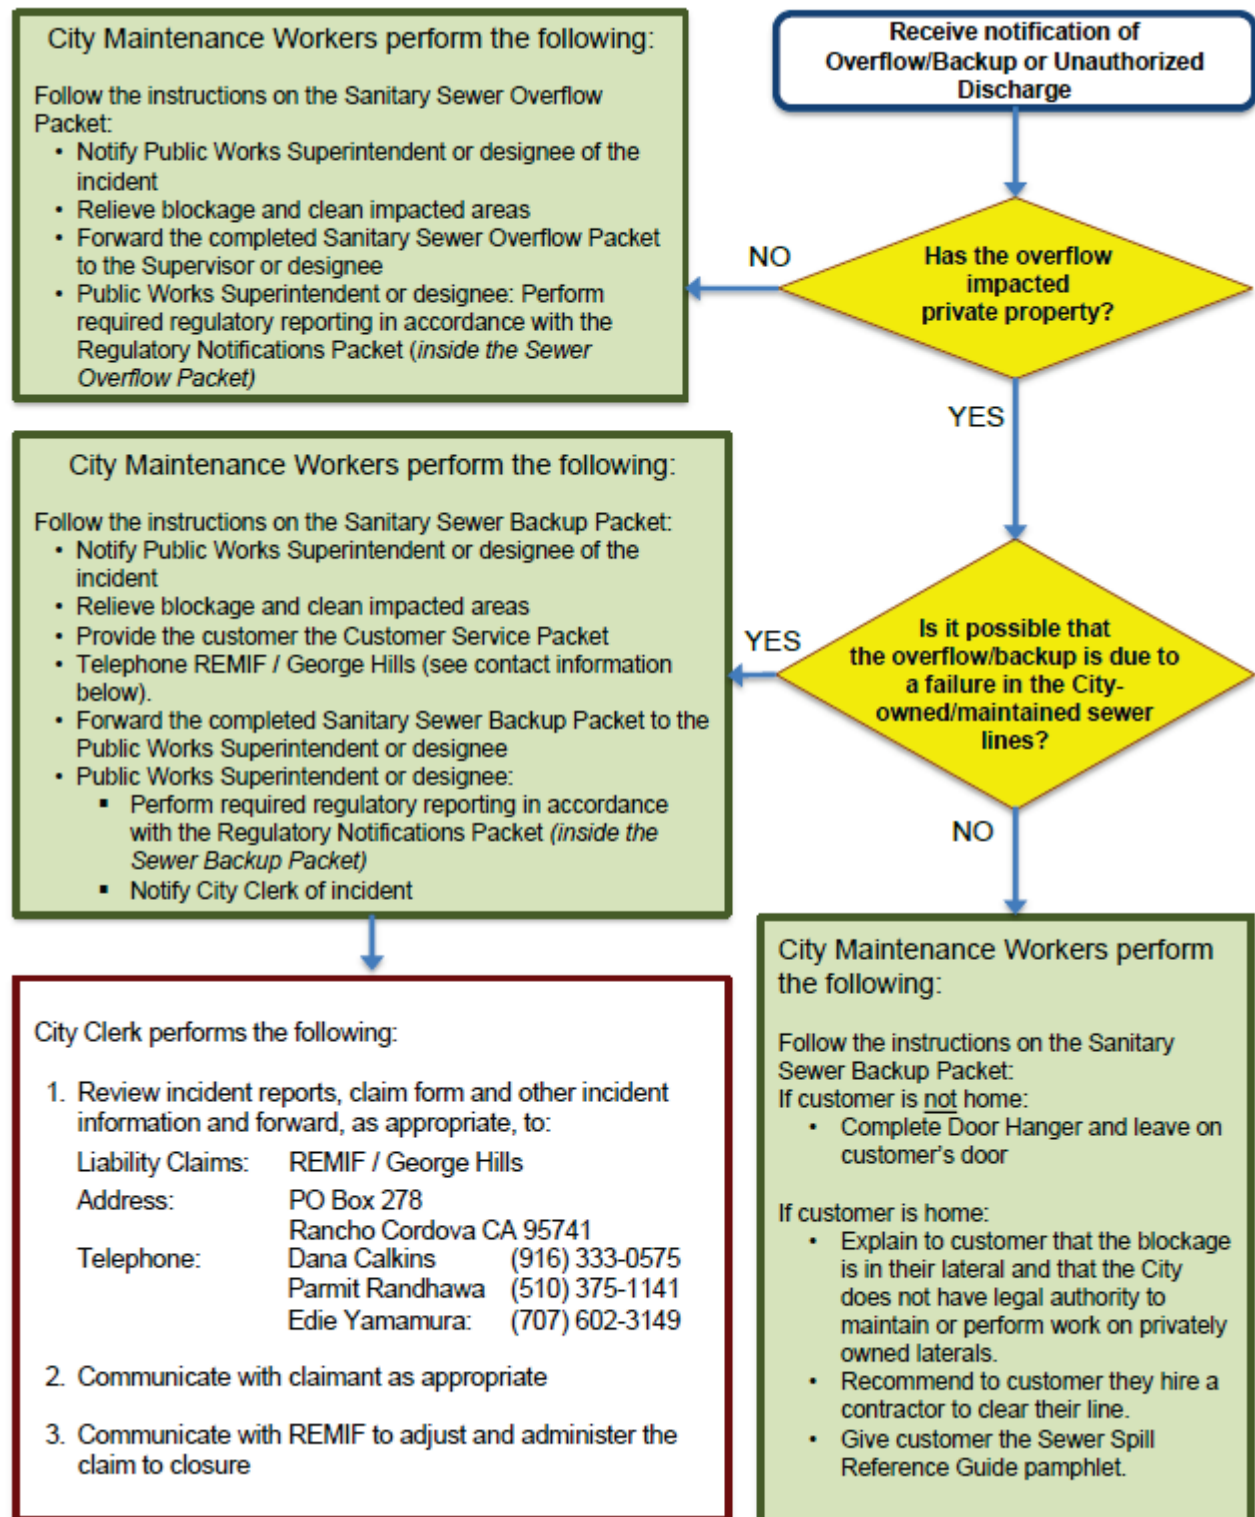 Receive notification of
Overflow/Backup or Unauthorized
Discharge
Has the overflow
impacted
private property?
NO
City Maintenance Workers perform the following:
Follow the instructions on the Sanitary Sewer Overflow
Packet:
• Notify Public Works Superintendent or designee of the
incident
• Relieve blockage and clean impacted areas
• Forward the completed Sanitary Sewer Overflow Packet
to the Supervisor or designee
• Public Works Superintendent or designee: Perform
required regulatory reporting in accordance with the
Regulatory Notifications Packet (inside the Sewer
Overflow Packet)
YES
Is it possible that
the overflow/backup is due to
a failure in the City-
owned/maintained sewer
lines?
YES
City Maintenance Workers perform the following:
Follow the instructions on the Sanitary Sewer Backup Packet:
• Notify Public Works Superintendent or designee of the
incident
• Relieve blockage and clean impacted areas
• Provide the customer the Customer Service Packet
• Telephone REMIF / George Hills (see contact information
below).
• Forward the completed Sanitary Sewer Backup Packet to the
Public Works Superintendent or designee
• Public Works Superintendent or designee:
▪ Perform required regulatory reporting in accordance
with the Regulatory Notifications Packet (inside the
Sewer Backup Packet)
▪ Notify City Clerk of incident
City Clerk performs the following:
1. Review incident reports, claim form and other incident
information and forward, as appropriate, to:
Liability Claims: REMIF / George Hills
Address: PO Box 278
Rancho Cordova CA 95741
Telephone: Dana Calkins (916) 333-0575
Parmit Randhawa (510) 375-1141
Edie Yamamura: (707) 602-3149
2. Communicate with claimant as appropriate
3. Communicate with REMIF to adjust and administer the
claim to closure
NO
City Maintenance Workers perform
the following:
Follow the instructions on the Sanitary
Sewer Backup Packet:
If customer is not home:
• Complete Door Hanger and leave on
customer's door
If customer is home:
• Explain to customer that the blockage
is in their lateral and that the City
does not have legal authority to
maintain or perform work on privately
owned laterals.
• Recommend to customer they hire a
contractor to clear their line.
• Give customer the Sewer Spill
Reference Guide pamphlet.